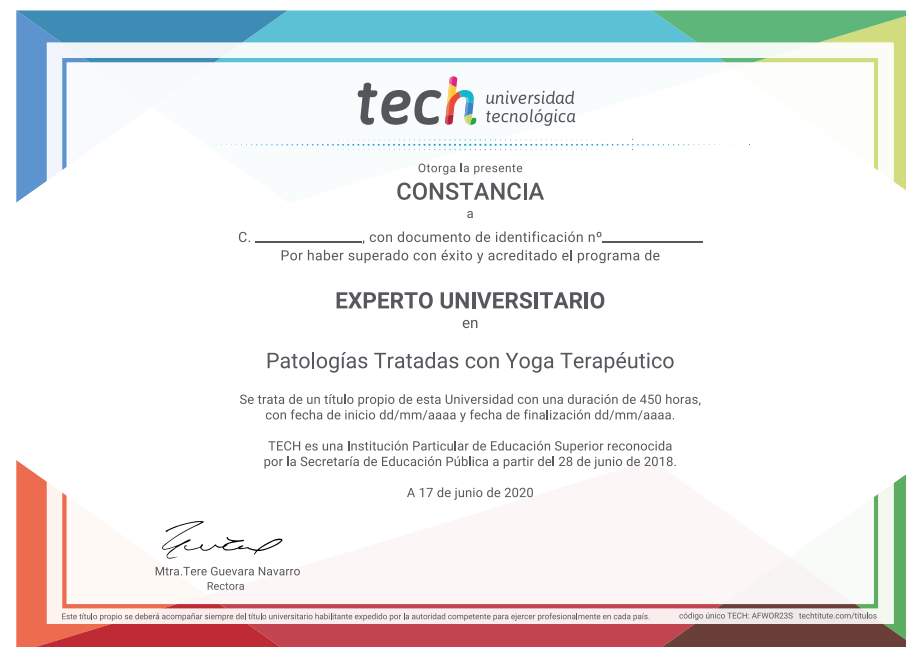 tech universidad
tecnológica
Otorga la presente
CONSTANCIA
a
C. ______________, con documento de identificación nº_____________
Por haber superado con éxito y acreditado el programa de
EXPERTO UNIVERSITARIO
en
Patologías Tratadas con Yoga Terapéutico
Se trata de un título propio de esta Universidad con una duración de 450 horas,
con fecha de inicio dd/mm/aaaa y fecha de finalización dd/mm/aaaa.
TECH es una Institución Particular de Educación Superior reconocida
por la Secretaría de Educación Pública a partir del 28 de junio de 2018.
A 17 de junio de 2020
Mtra.Tere Guevara Navarro
Rectora
Este título propio se deberá acompañar siempre del título universitario habilitante expedido por la autoridad competente para ejercer profesionalmente en cada país. código único TECH: AFWOR23S techtitute.com/titulos